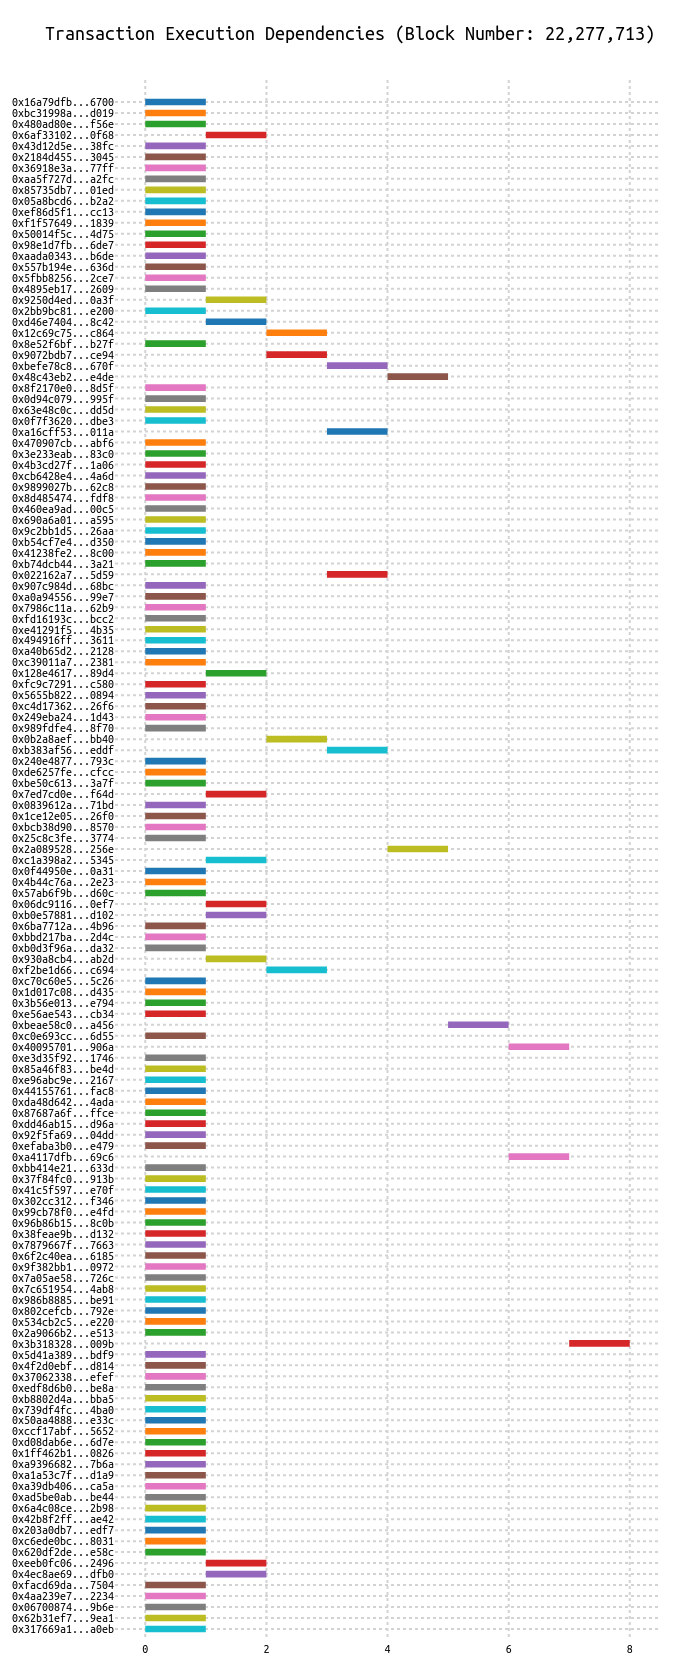 Transaction Execution Dependencies (Block Number: 22,277,713)
0x16a79dfb...6700
0xbc31998a...d019
0x480ad80e...f56e
0x6af33102...0f68
0x43d12d5e...38fc
0x2184d455...3045
0x36918e3a...77ff
0xaa5f727d...a2fc
0x85735db7...01ed
0x05a8bcd6...b2a2
0xef86d5f1...cc13
0xf1f57649...1839
0x50014f5c...4d75
0x98e1d7fb...6de7
0xaada0343...b6de
0x557b194e...636d
0x5fbb8256...2ce7
0x4895eb17...2609
0x9250d4ed...0a3f
0x2bb9bc81...e200
0xd46e7404...8c42
0x12c69c75...c864
0x8e52f6bf...b27f
0x9072bdb7...ce94
0xbefe78c8...670f
0x48c43eb2...e4de
0x8f2170e0...8d5f
0x0d94c079...995f
0x63e48c0c...dd5d
0x0f7f3620...dbe3
0xa16cff53...011a
0x470907cb...abf6
0x3e233eab...83c0
0x4b3cd27f...1a06
0xcb6428e4...4a6d
0x9899027b...62c8
0x8d485474...fdf8
0x460ea9ad...00c5
0x690a6a01...a595
0x9c2bb1d5...26aa
0xb54cf7e4...d350
0x41238fe2...8c00
0xb74dcb44...3a21
0x022162a7...5d59
0x907c984d...68bc
0xa0a94556...99e7
0x7986c11a...62b9
0xfd16193c...bcc2
0xe41291f5...4b35
0x494916ff...3611
0xa40b65d2...2128
0xc39011a7...2381
0x128e4617...89d4
0xfc9c7291...c580
0x5655b822...0894
0xc4d17362...26f6
0x249eba24...1d43
0x989fdfe4...8f70
0x0b2a8aef...bb40
0xb383af56...eddf
0x240e4877...793c
0xde6257fe...cfcc
0xbe50c613...3a7f
0x7ed7cd0e...f64d
0x0839612a...71bd
0x1ce12e05...26f0
0xbcb38d90...8570
0x25c8c3fe...3774
0x2a089528...256e
0xc1a398a2...5345
0x0f44950e...0a31
0x4b44c76a...2e23
0x57ab6f9b...d60c
0x06dc9116...0ef7
0xb0e57881...d102
0x6ba7712a...4b96
0xbbd217ba...2d4c
0xb0d3f96a...da32
0x930a8cb4...ab2d
0xf2be1d66...c694
0xc70c60e5...5c26
0x1d017c08...d435
0x3b56e013...e794
0xe56ae543...cb34
0xbeae58c0...a456
0xc0e693cc...6d55
0x40095701...906a
0xe3d35f92...1746
0x85a46f83...be4d
0xe96abc9e...2167
0x44155761...fac8
0xda48d642...4ada
0x87687a6f...ffce
0xdd46ab15...d96a
0x92f5fa69...04dd
0xefaba3b0...e479
0xa4117dfb...69c6
0xbb414e21...633d
0x37f84fc0...913b
0x41c5f597...e70f
0x302cc312...f346
0x99cb78f0...e4fd
0x96b86b15...8c0b
0x38feae9b...d132
0x7879667f...7663
0x6f2c40ea...6185
0x9f382bb1...0972
0x7a05ae58...726c
0x7c651954...4ab8
0x986b8885...be91
0x802cefcb...792e
0x534cb2c5...e220
0x2a9066b2...e513
0x3b318328...009b
0x5d41a389...bdf9
0x4f2d0ebf...d814
0x37062338...efef
0xedf8d6b0...be8a
0xb8802d4a...bba5
0x739df4fc...4ba0
0x50aa4888...e33c
0xccf17abf...5652
0xd08dab6e...6d7e
0x1ff462b1...0826
0xa9396682...7b6a
0xa1a53c7f...d1a9
0xa39db406...ca5a
0xad5be0ab...be44
0x6a4c08ce...2b98
0x42b8f2ff...ae42
0x203a0db7...edf7
0xc6ede0bc...8031
0x620df2de...e58c
0xeeb0fc06...2496
0x4ec8ae69...dfb0
0xfacd69da...7504
0x4aa239e7...2234
0x06700874...9b6e
0x62b31ef7...9ea1
0x317669a1...a0eb
0 2 4 6 8